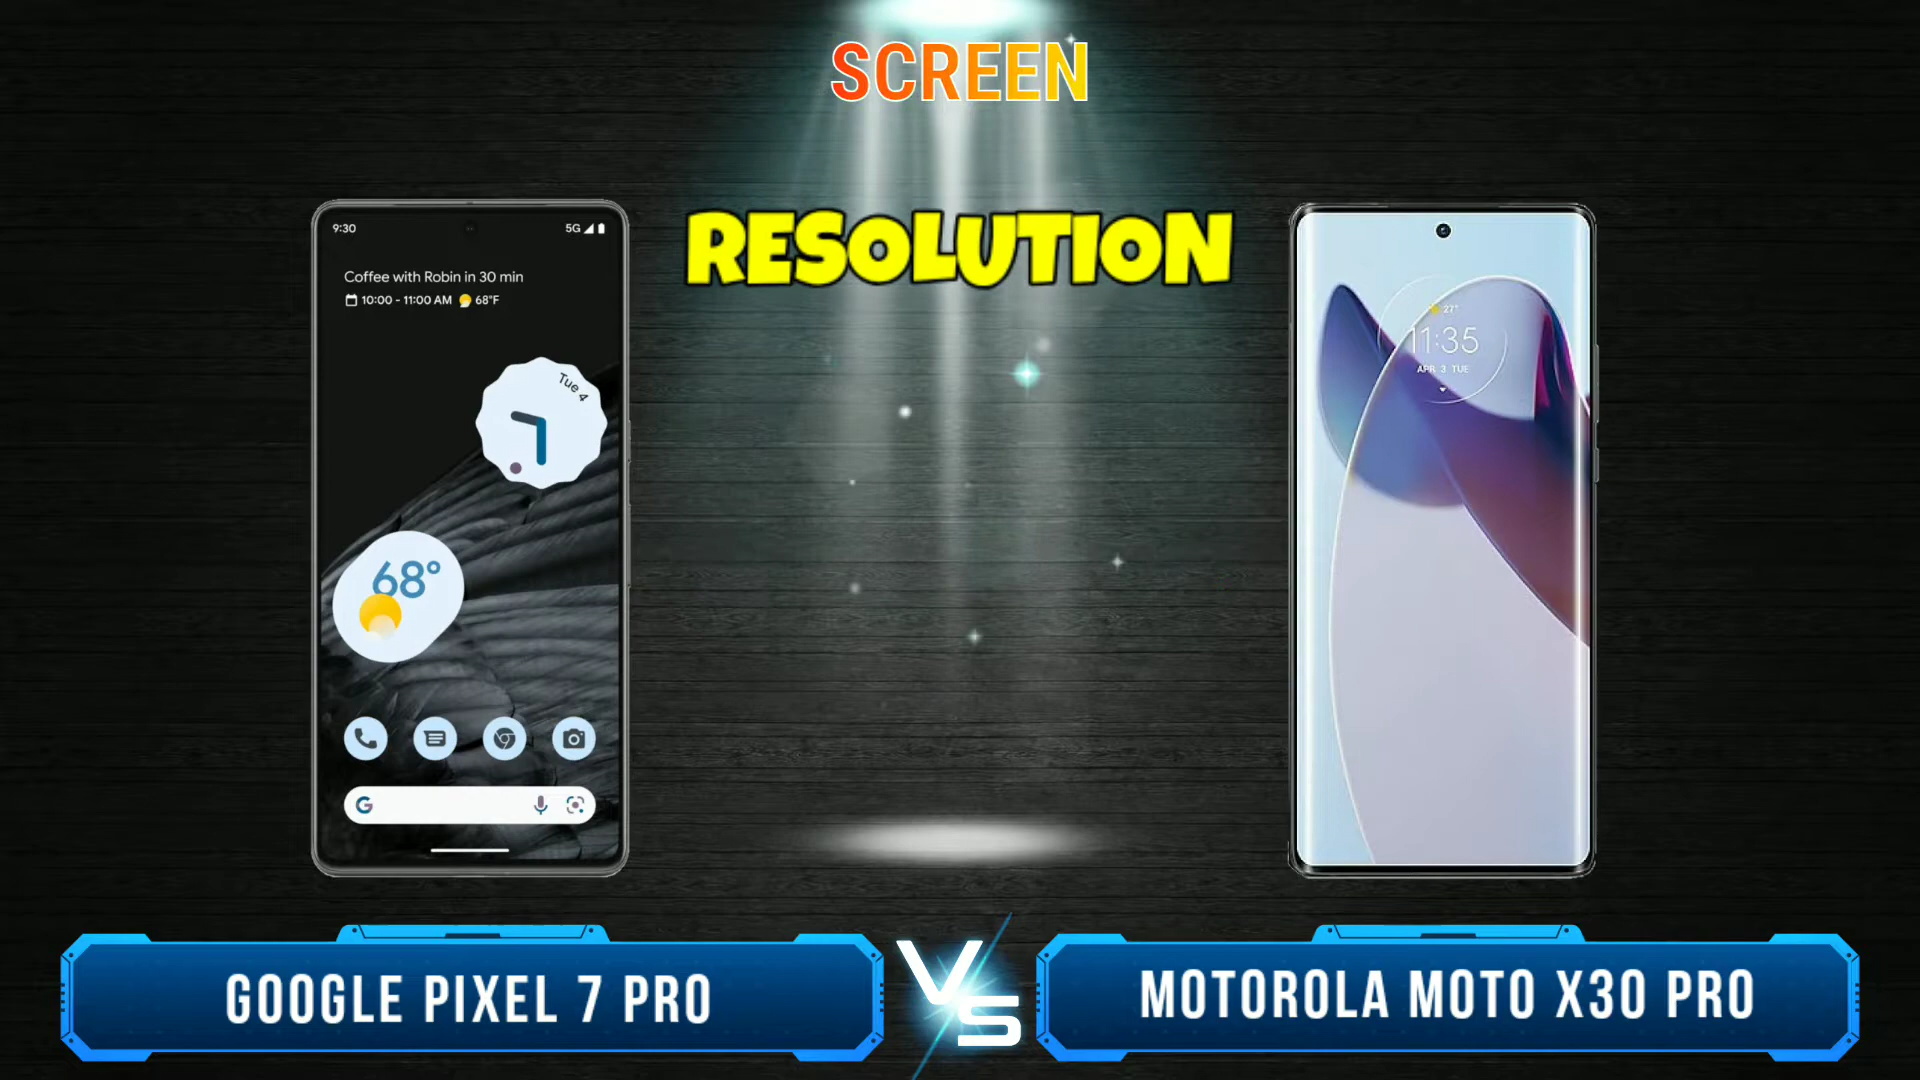 SCREEN
RESOLUTION
9:30
5G
Coffee with Robin in 30 min
10:00 - 11:00 AM 68°F
Tue 4
68°
G
27°
11:35
APR 3 TUE
GOOGLE PIXEL 7 PRO
VS
MOTOROLA MOTO X30 PRO